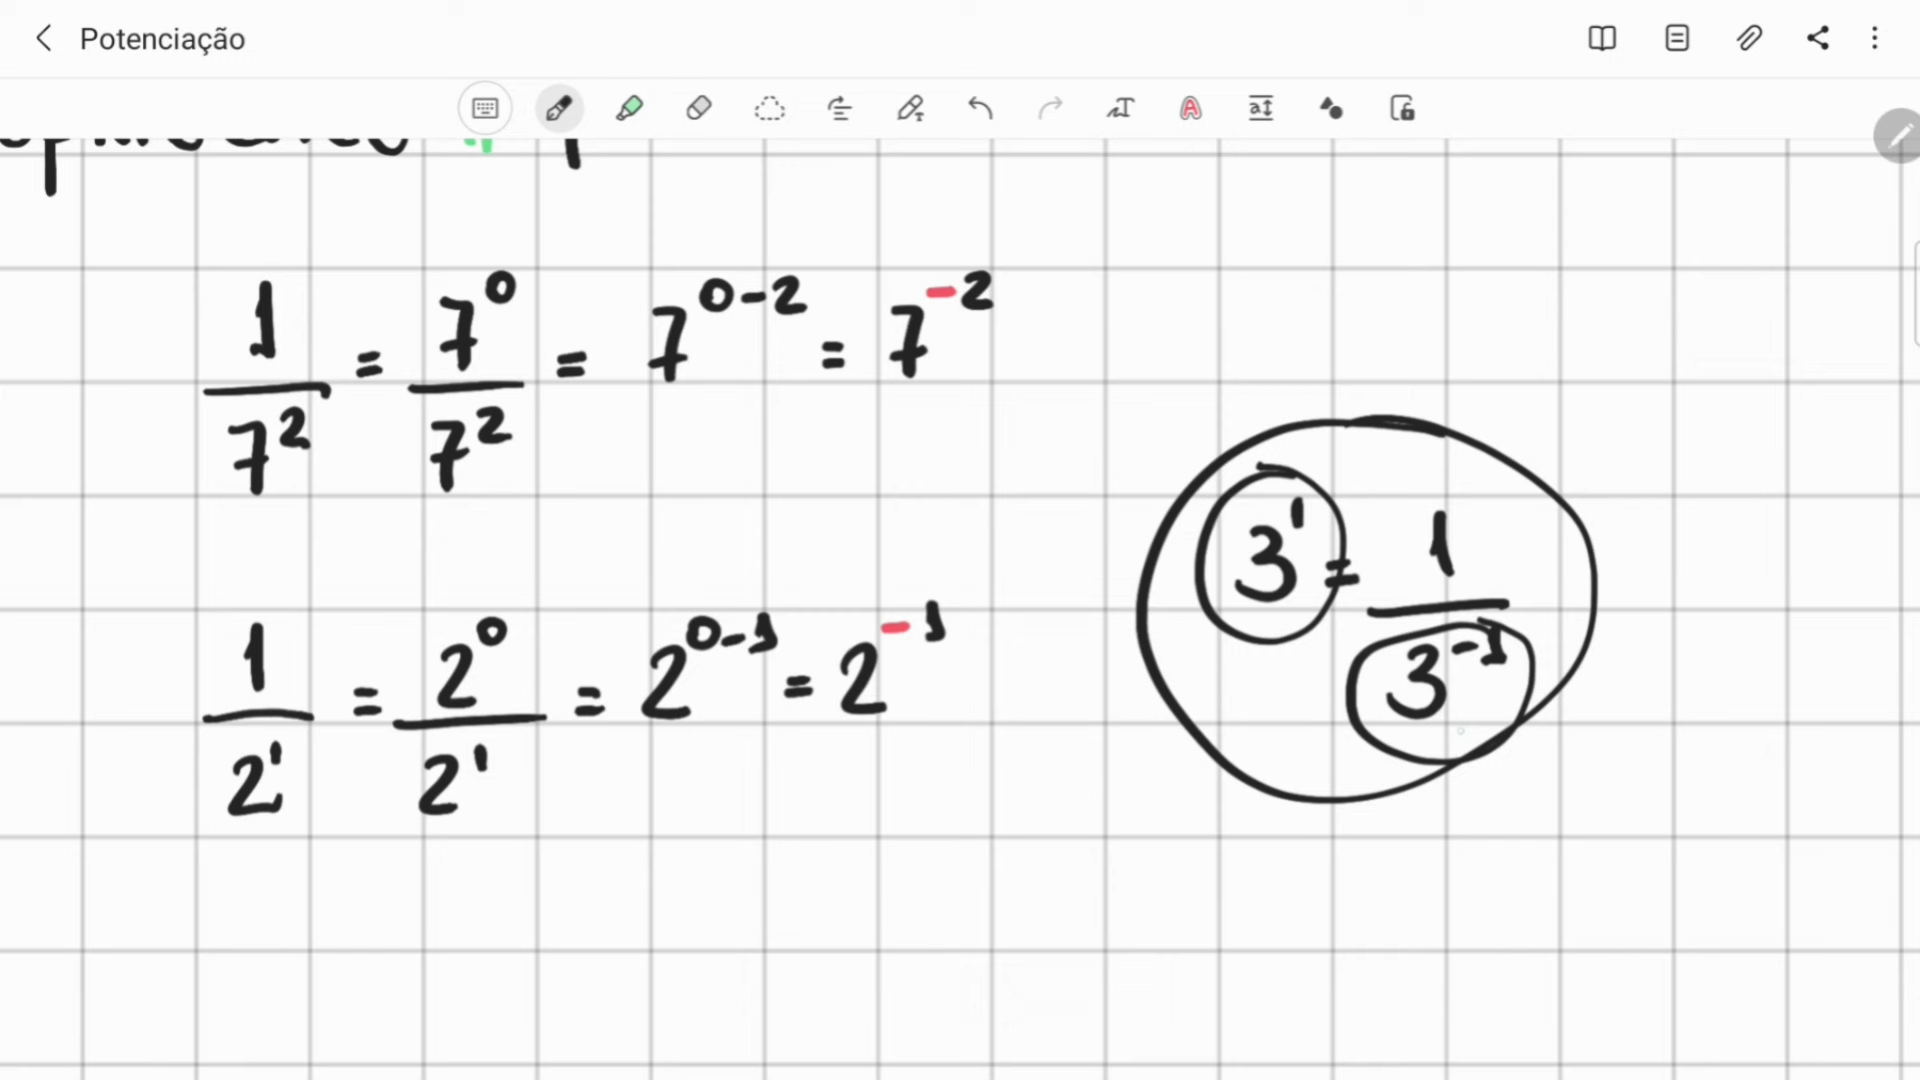 Potenciação
1/7² = 7⁰/7² = 7⁰⁻² = 7⁻²
3¹ = 1/3⁻¹
1/2¹ = 2⁰/2¹ = 2⁰⁻¹ = 2⁻¹